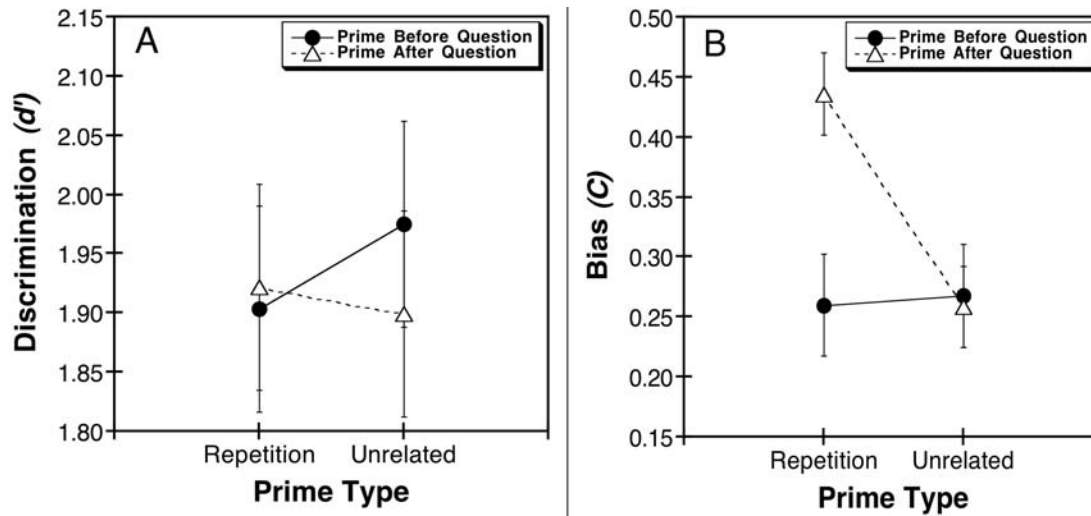 A
Prime Before Question
Prime After Question
Discrimination (d')
2.15
2.10
2.05
2.00
1.95
1.90
1.85
1.80
Repetition Unrelated
Prime Type
B
Prime Before Question
Prime After Question
Bias (C)
0.50
0.45
0.40
0.35
0.30
0.25
0.20
0.15
Repetition Unrelated
Prime Type